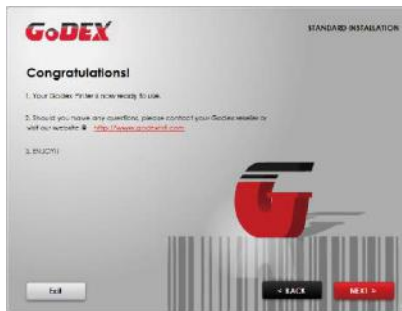 GoDEX
STANDARD INSTALLATION
Congratulations!
1. Your Godex Printer is now ready to use.
2. Should you have any questions, please contact your Godex reseller or
visit our website @ http://www.godexintl.com
3. ENJOY!!
Exit
< BACK
NEXT >